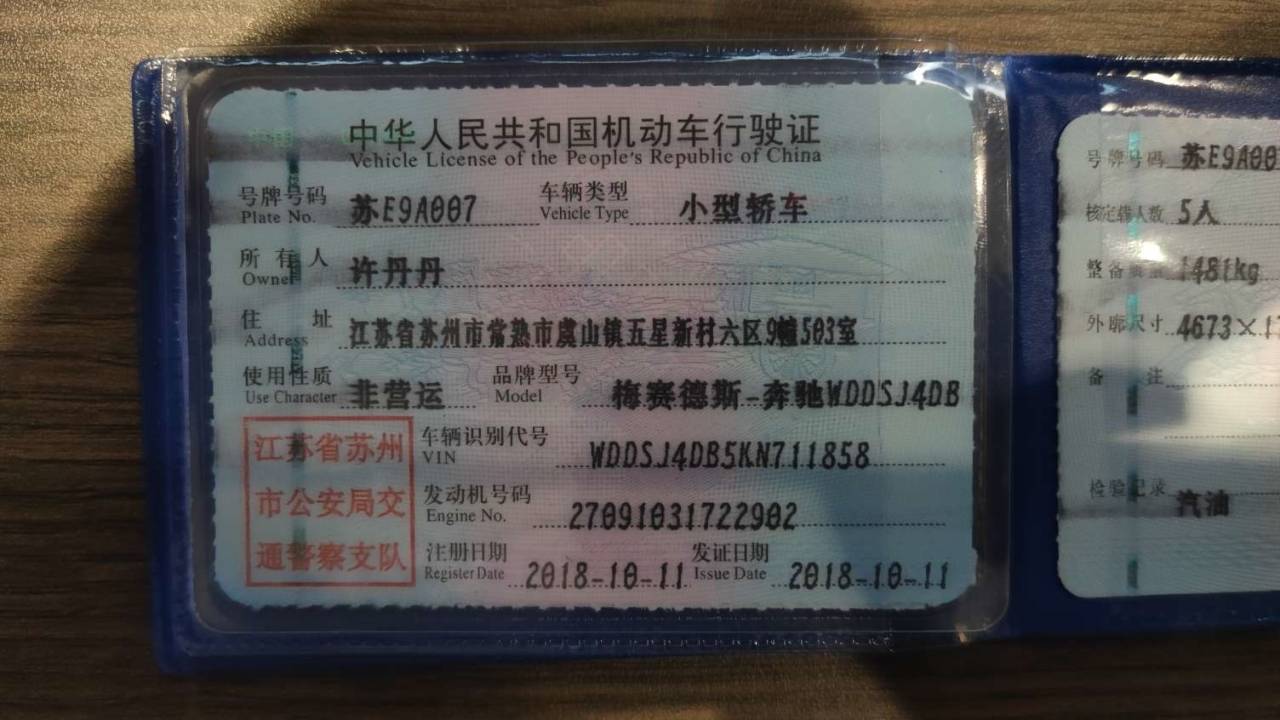 中华人民共和国机动车行驶证
Vehicle License of the People's Republic of China
号牌号码 苏E9A007 车辆类型 小型轿车
Plate No. Vehicle Type
所有人 许丹丹
Owner
住址 江苏省苏州市常熟市虞山镇五星新村六区9幢503室
Address
使用性质 非营运 品牌型号 梅赛德斯-奔驰WDDSJ4DB
Use Character Model
江苏省苏州
市公安局交
通警察支队
车辆识别代号 WDDSJ4DB5KN711858
VIN
发动机号码 27091031722902
Engine No.
注册日期 2018-10-11 发证日期 2018-10-11
Register Date Issue Date
号牌号码 苏E9A00
核定载人数 5人
整备质量 1481kg
外廓尺寸 4673×1
备注
检验记录
汽油